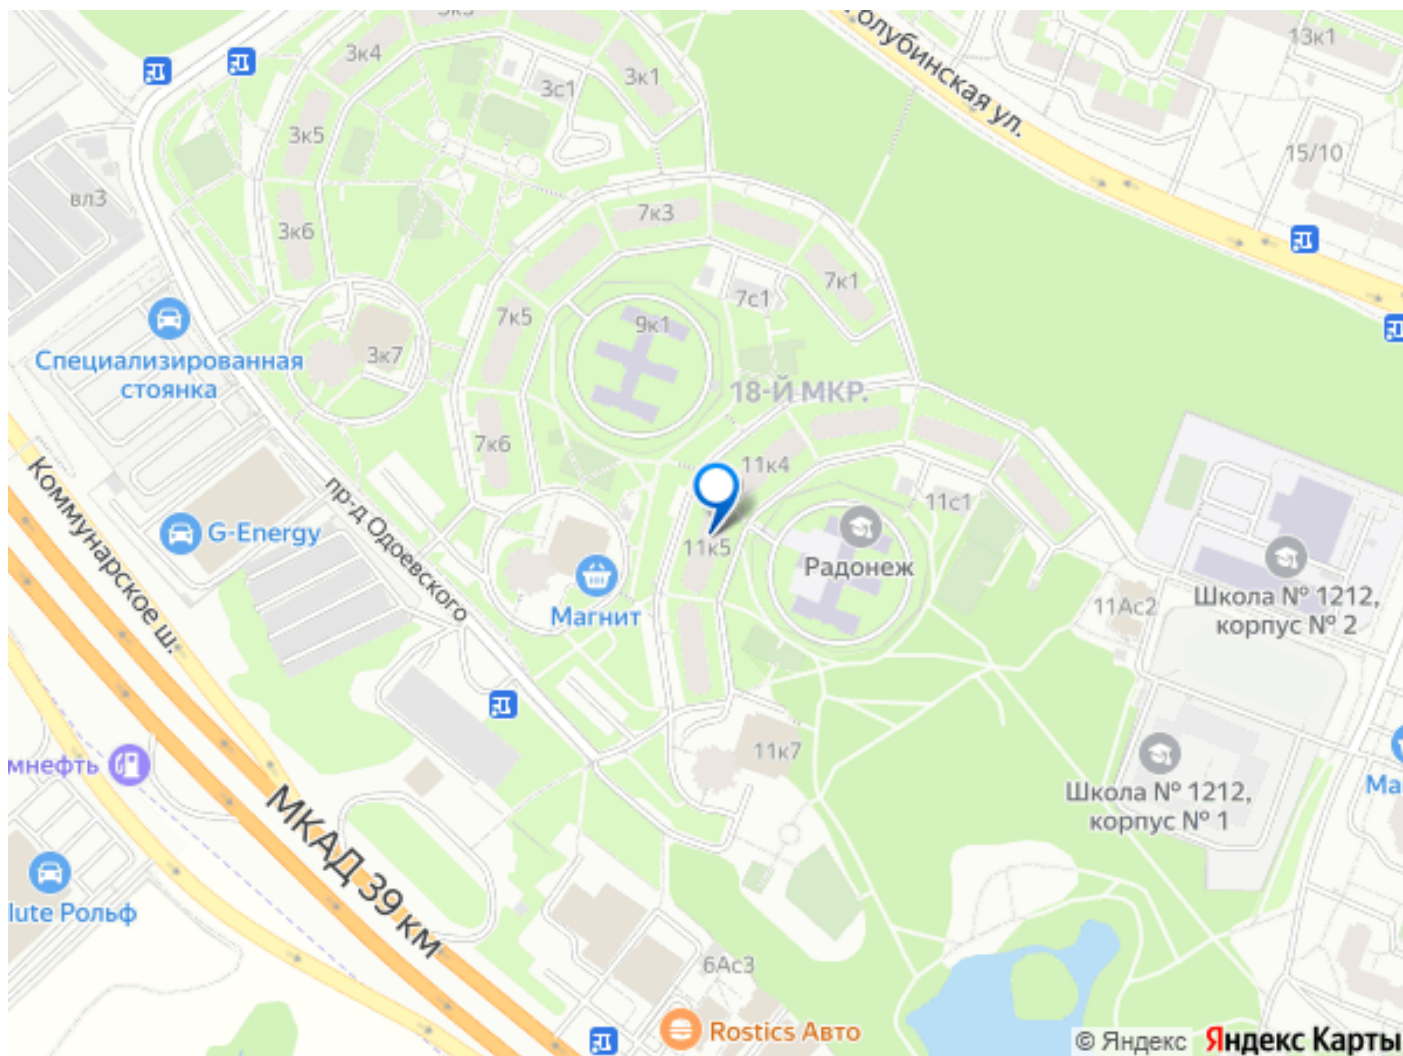 3к4
3к1
3с1
3к5
Голубинская ул.
13к1
15/10
вл3
3к6
7к3
7к1
7с1
7к5
9к1
3к7
Специализированная
стоянка
18-Й МКР.
7к6
11к4
11с1
Коммунарское ш.
пр-д Одоевского
G-Energy
11к5
Радонеж
Магнит
11Ас2
Школа № 1212,
корпус № 2
11к7
Школа № 1212,
корпус № 1
мнефть
Ма
МКАД 39 км
lute Рольф
6Ас3
Rostics Авто
© Яндекс Яндекс Карты